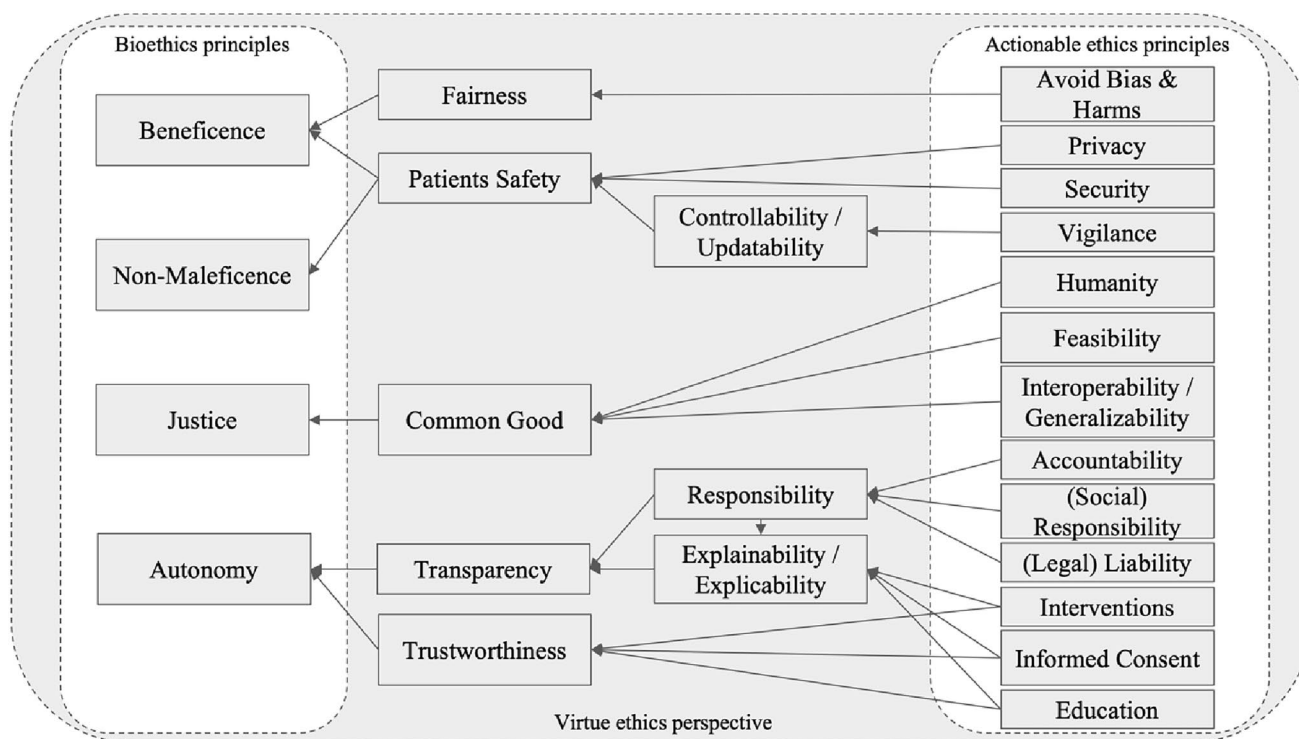 Bioethics principles
Beneficence
Non-Maleficence
Justice
Autonomy
Fairness
Patients Safety
Controllability /
Updatability
Common Good
Responsibility
Transparency
Explainability /
Explicability
Trustworthiness
Actionable ethics principles
Avoid Bias &
Harms
Privacy
Security
Vigilance
Humanity
Feasibility
Interoperability /
Generalizability
Accountability
(Social)
Responsibility
(Legal) Liability
Interventions
Informed Consent
Education
Virtue ethics perspective